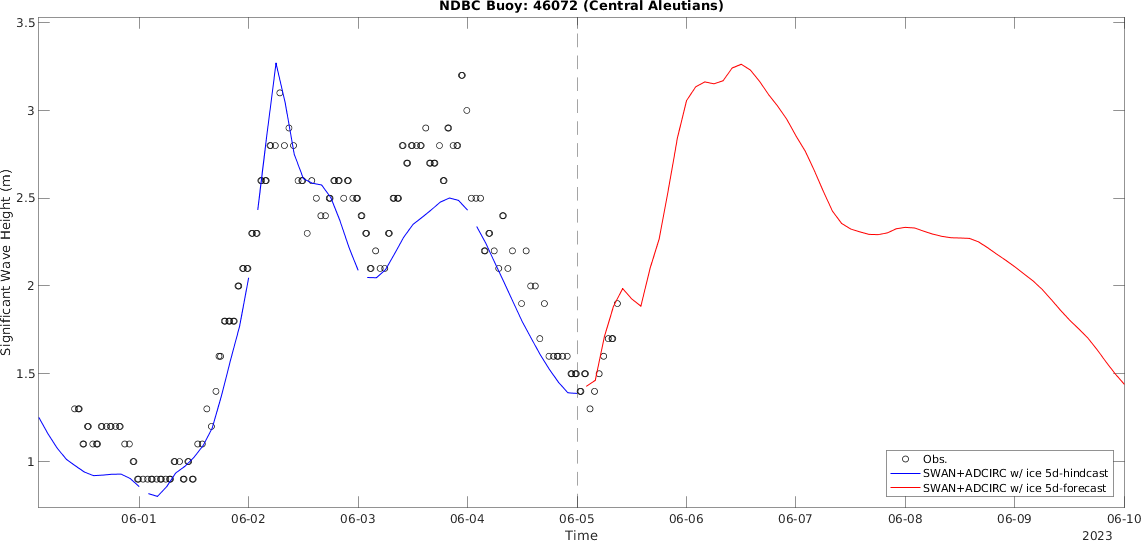 NDBC Buoy: 46072 (Central Aleutians)
Significant Wave Height (m)
3.5
3
2.5
2
1.5
1
06-01 06-02 06-03 06-04 06-05 06-06 06-07 06-08 06-09 06-10
Time
2023
Obs.
SWAN+ADCIRC w/ ice 5d-hindcast
SWAN+ADCIRC w/ ice 5d-forecast